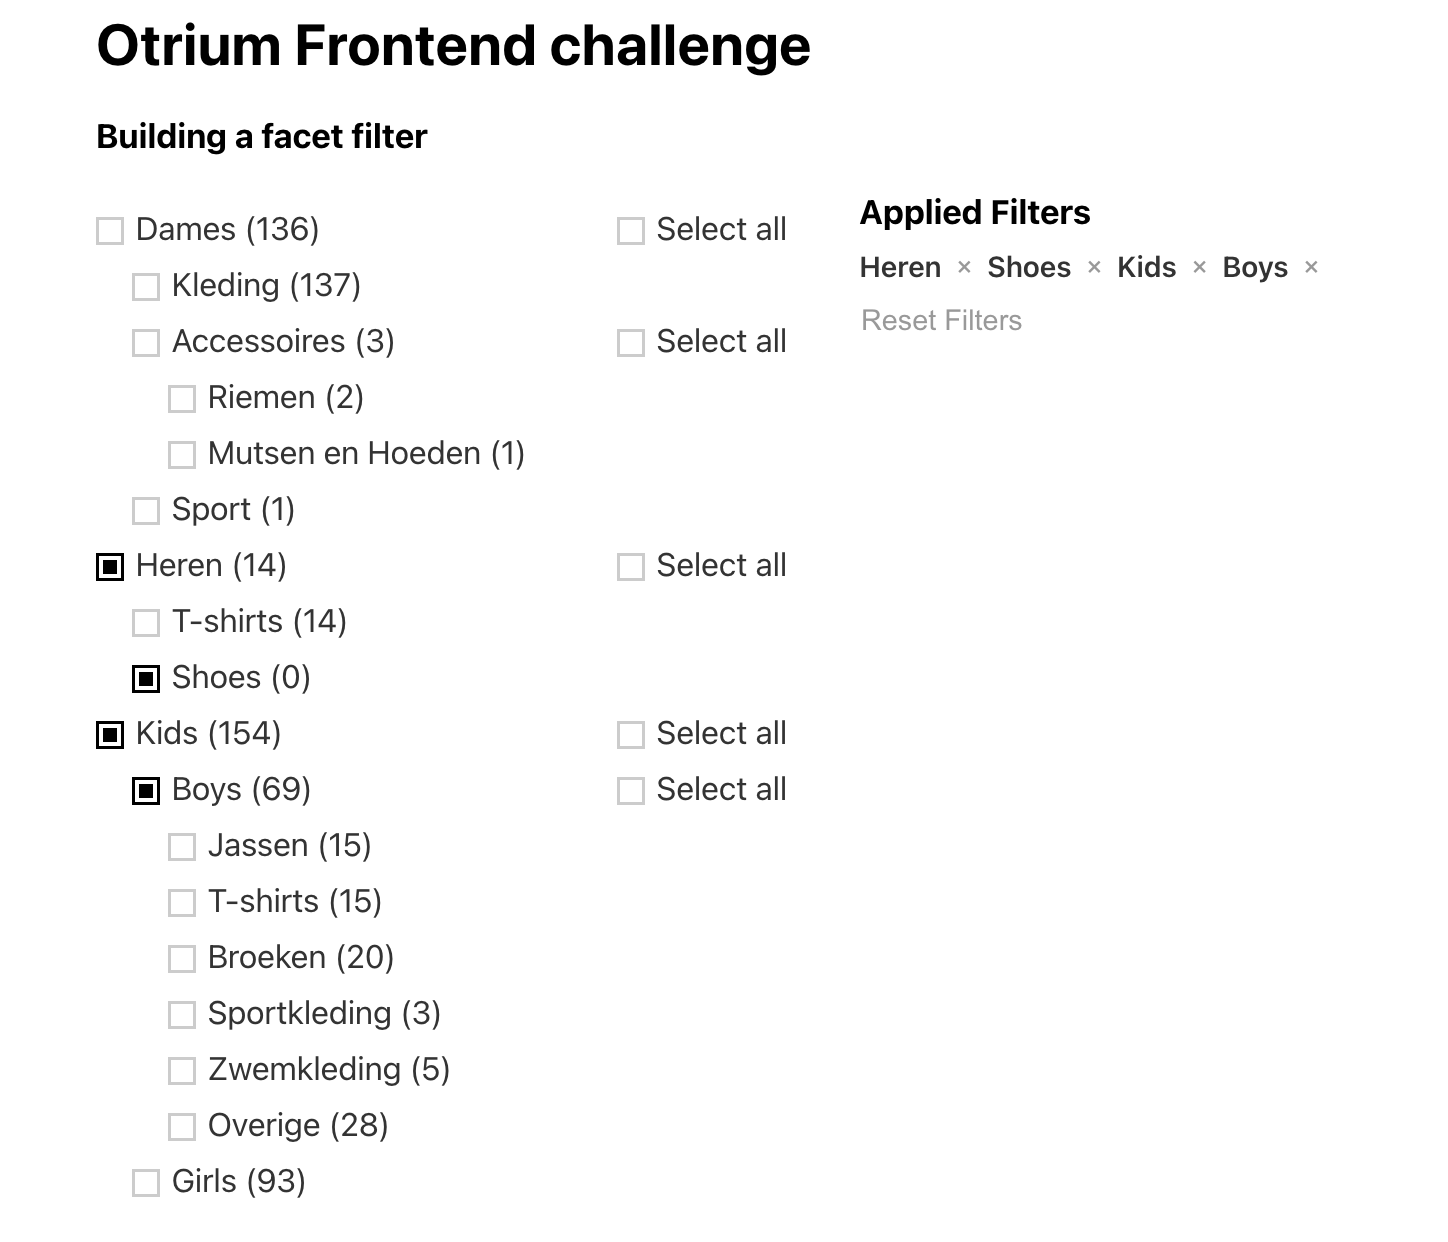 Otrium Frontend challenge
Building a facet filter
Dames (136) Select all
Kleding (137)
Accessoires (3) Select all
Riemen (2)
Mutsen en Hoeden (1)
Sport (1)
Heren (14) Select all
T-shirts (14)
Shoes (0)
Kids (154) Select all
Boys (69) Select all
Jassen (15)
T-shirts (15)
Broeken (20)
Sportkleding (3)
Zwemkleding (5)
Overige (28)
Girls (93)
Applied Filters
Heren × Shoes × Kids × Boys ×
Reset Filters